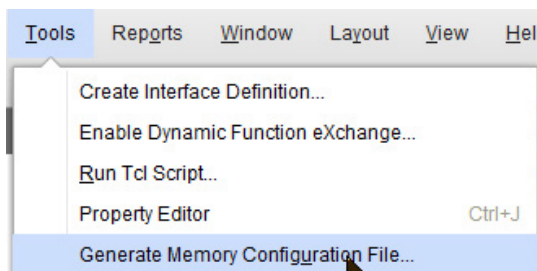 Tools Reports Window Layout View Hel
Create Interface Definition...
Enable Dynamic Function eXchange...
Run Tcl Script...
Property Editor Ctrl+J
Generate Memory Configuration File...